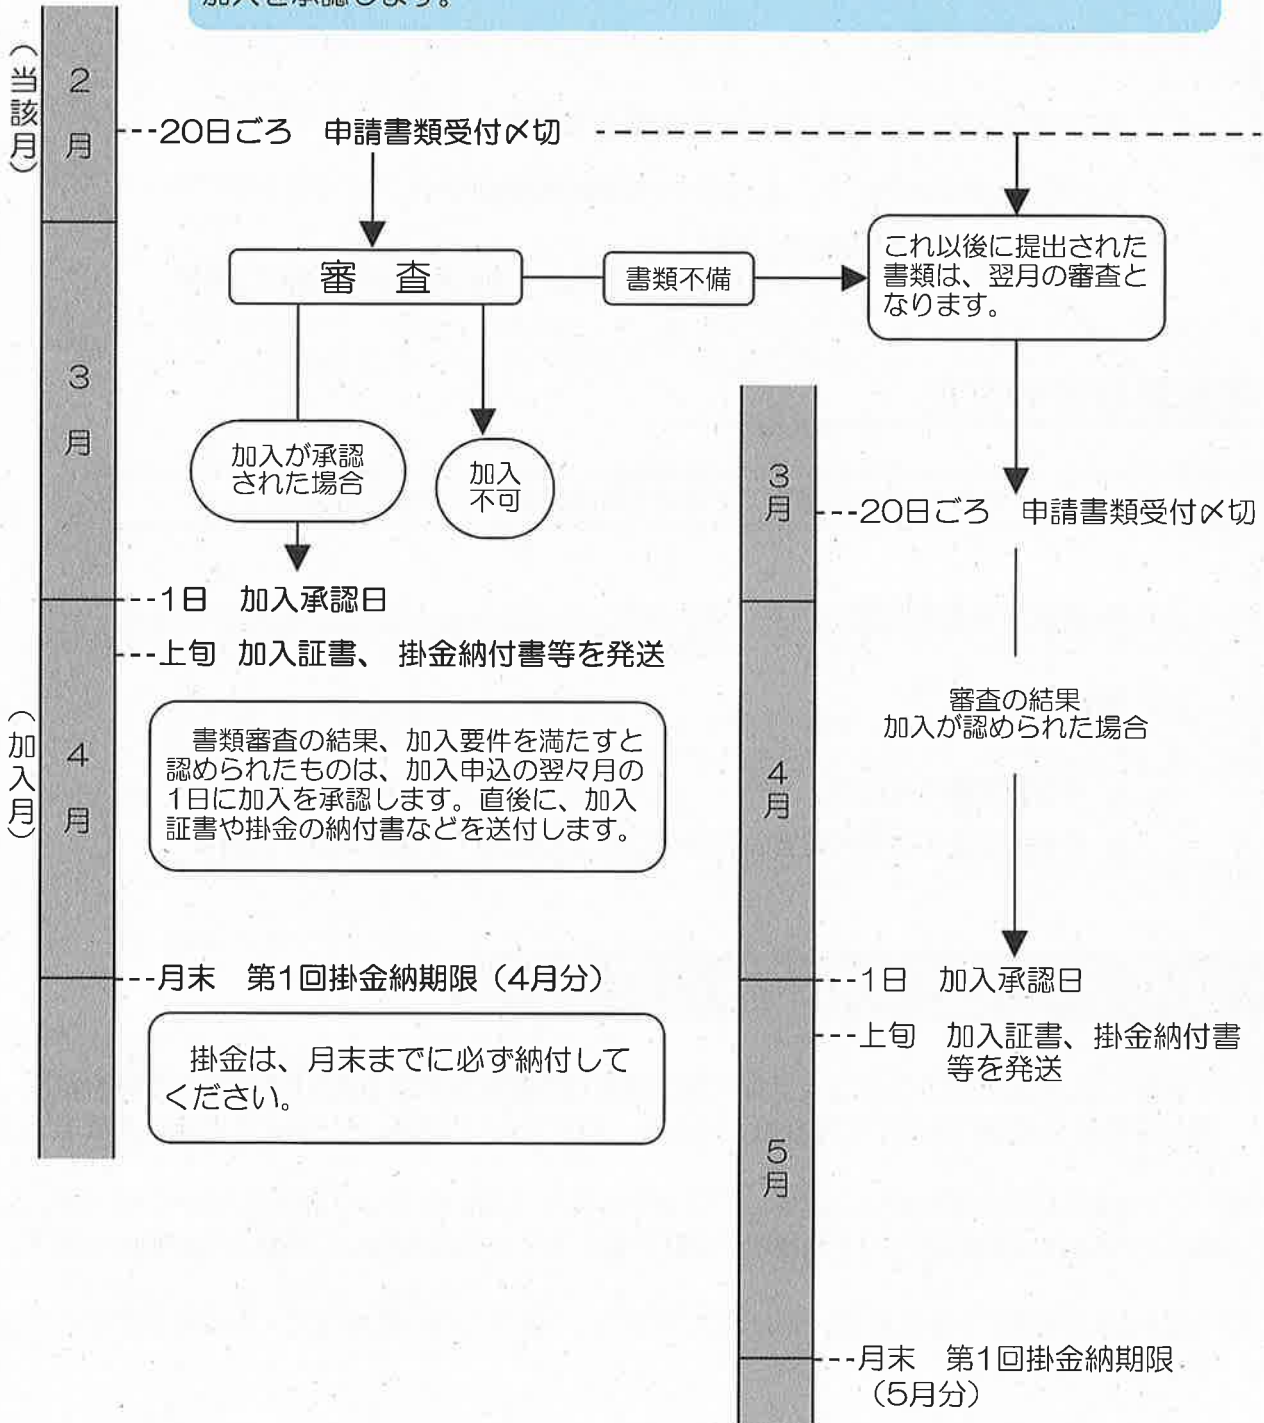 加入を承認します。
（当該月）
2月
20日ごろ 申請書類受付〆切
審 査
書類不備
これ以後に提出された
書類は、翌月の審査と
なります。
3月
加入が承認
された場合
加入
不可
1日 加入承認日
上旬 加入証書、掛金納付書等を発送
（加入月）
4月
書類審査の結果、加入要件を満たすと
認められたものは、加入申込の翌々月の
1日に加入を承認します。直後に、加入
証書や掛金の納付書などを送付します。
月末 第1回掛金納期限（4月分）
掛金は、月末までに必ず納付して
ください。
3月
20日ごろ 申請書類受付〆切
4月
審査の結果
加入が認められた場合
1日 加入承認日
上旬 加入証書、掛金納付書
等を発送
5月
月末 第1回掛金納期限
（5月分）